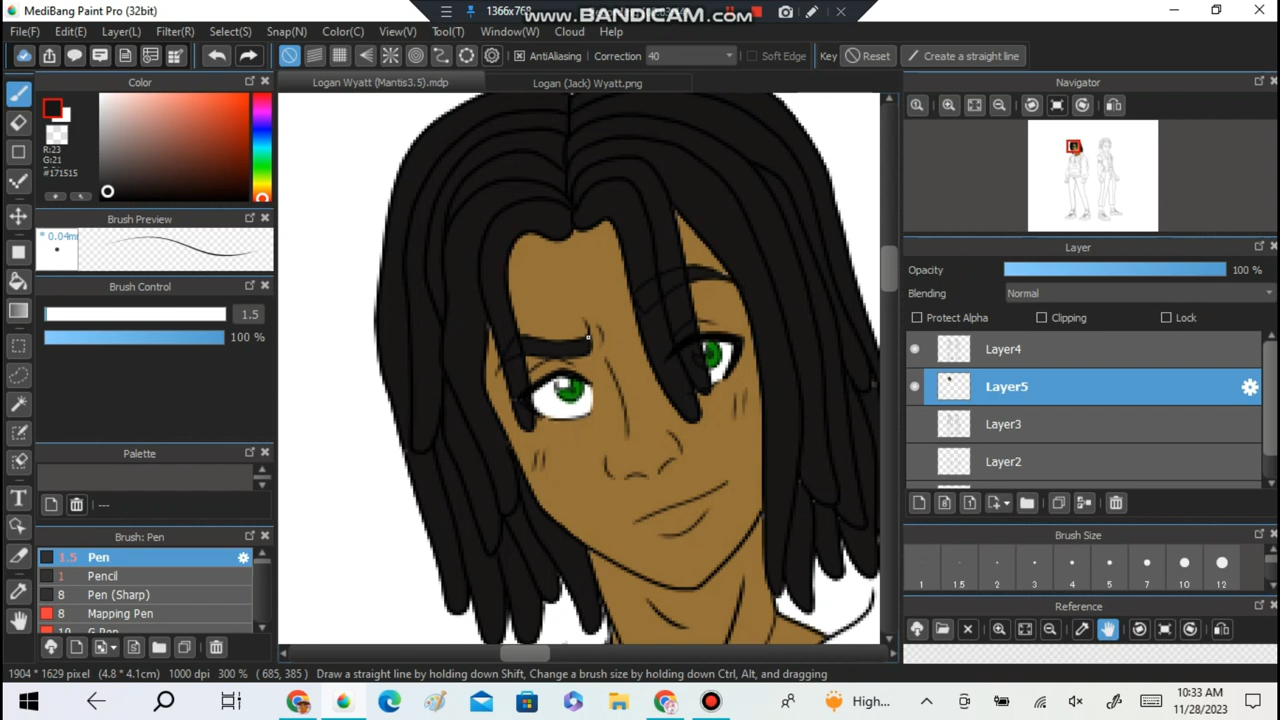 MediBang Paint Pro (32bit)
1366x768
www.BANDICAM.com
File(F) Edit(E) Layer(L) Filter(R) Select(S) Snap(N) Color(C) View(V) Tool(T) Window(W) Cloud Help
AntiAliasing Correction 40 Soft Edge Key Reset Create a straight line
Color
Logan Wyatt (Mantis3.5).mdp
Logan (Jack) Wyatt.png
Navigator
R:23
G:21
#171515
Brush Preview
* 0.04m
Brush Control
1.5
100 %
Layer
Opacity 100 %
Blending Normal
Protect Alpha Clipping Lock
Layer4
Layer5
Layer3
Layer2
Palette
---
Brush: Pen
1.5 Pen
1 Pencil
8 Pen (Sharp)
8 Mapping Pen
10 G Pen
Brush Size
1 1.5 2 3 4 5 7 10 12
Reference
1904 * 1629 pixel (4.8 * 4.1cm) 1000 dpi 300 % ( 685, 385 ) Draw a straight line by holding down Shift, Change a brush size by holding down Ctrl, Alt, and dragging
High...
10:33 AM
11/28/2023